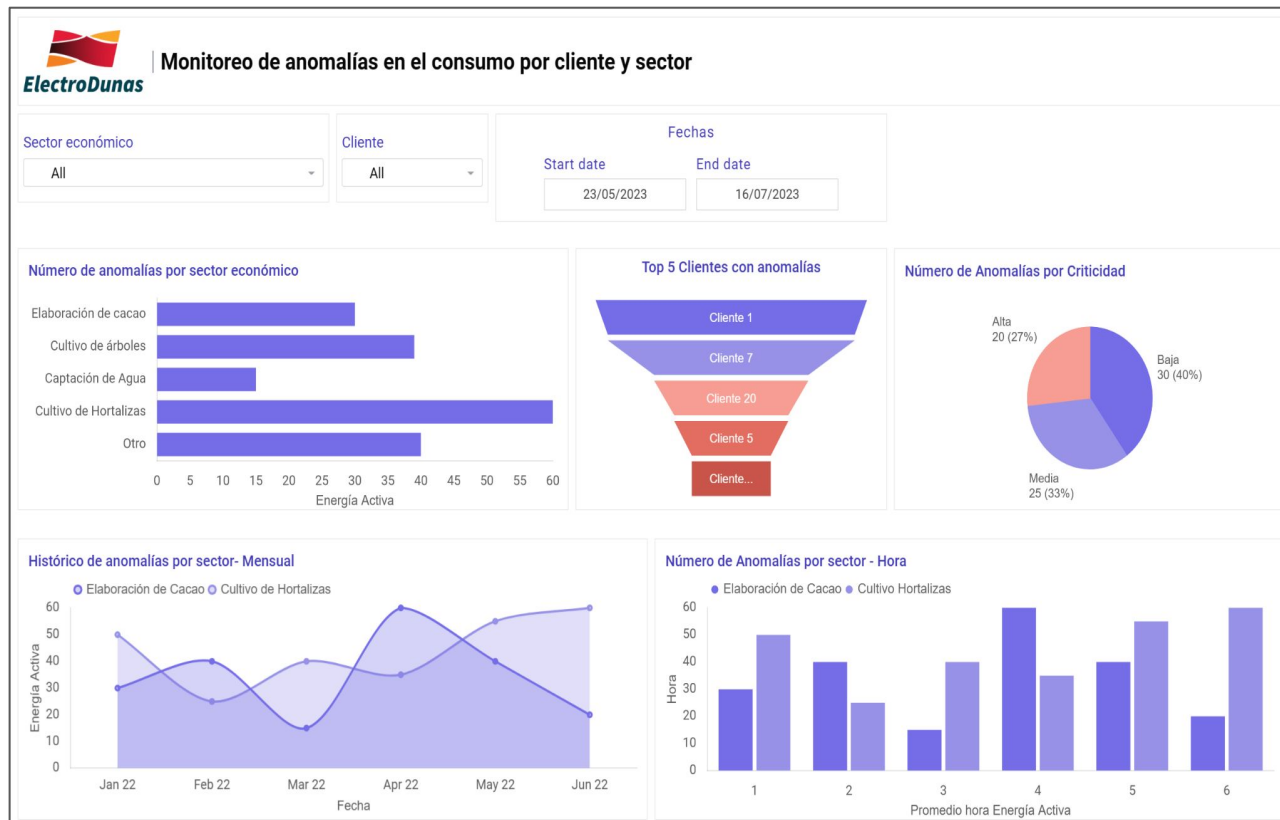 ElectroDunas
Monitoreo de anomalías en el consumo por cliente y sector
Sector económico
All
Cliente
All
Fechas
Start date
End date
23/05/2023
16/07/2023
Número de anomalías por sector económico
Elaboración de cacao
Cultivo de árboles
Captación de Agua
Cultivo de Hortalizas
Otro
0 5 10 15 20 25 30 35 40 45 50 55 60
Energía Activa
Top 5 Clientes con anomalías
Cliente 1
Cliente 7
Cliente 20
Cliente 5
Cliente...
Número de Anomalías por Criticidad
Alta
20 (27%)
Baja
30 (40%)
Media
25 (33%)
Histórico de anomalías por sector- Mensual
Elaboración de Cacao Cultivo de Hortalizas
60
50
40
30
20
10
0
Energía Activa
Jan 22 Feb 22 Mar 22 Apr 22 May 22 Jun 22
Fecha
Número de Anomalías por sector - Hora
Elaboración de Cacao Cultivo Hortalizas
60
50
40
30
20
10
0
Hora
1 2 3 4 5 6
Promedio hora Energía Activa